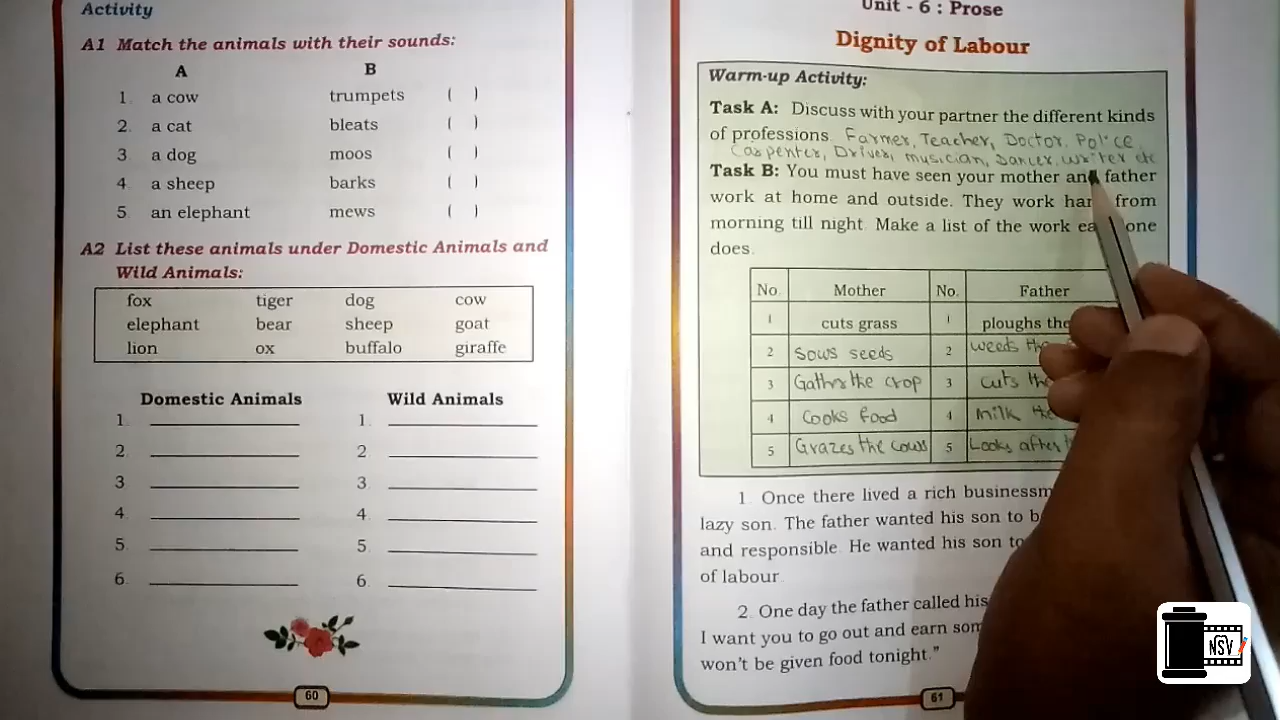 Activity
A1 Match the animals with their sounds:
A B
1. a cow trumpets ( )
2. a cat bleats ( )
3 a dog moos ( )
4. a sheep barks ( )
5. an elephant mews ( )
A2 List these animals under Domestic Animals and
Wild Animals:
fox tiger dog cow
elephant bear sheep goat
lion ox buffalo giraffe
Domestic Animals Wild Animals
1. 1.
2. 2
3 3
4. 4.
5. 5.
6. 6.
60
Unit - 6 : Prose
Dignity of Labour
Warm-up Activity:
Task A: Discuss with your partner the different kinds
of professions. Farmer, Teacher, Doctor, Police
Carpenter, Driver, musician, Dancer, writer etc
Task B: You must have seen your mother and father
work at home and outside. They work from
morning till night. Make a list of the work one
does.
No. Mother No. Father
1 cuts grass 1 ploughs the
2 Sows seeds 2 weeds
3 the crop 3 cuts
4 Cooks food 4 milk
5 Grazes the cows 5 Looks after
1. Once there lived a rich
lazy son. The father wanted his son to
and responsible. He wanted his son to
of labour.
2. One day the father called his
I want you to go out and earn
won't be given food tonight."
61
NSV